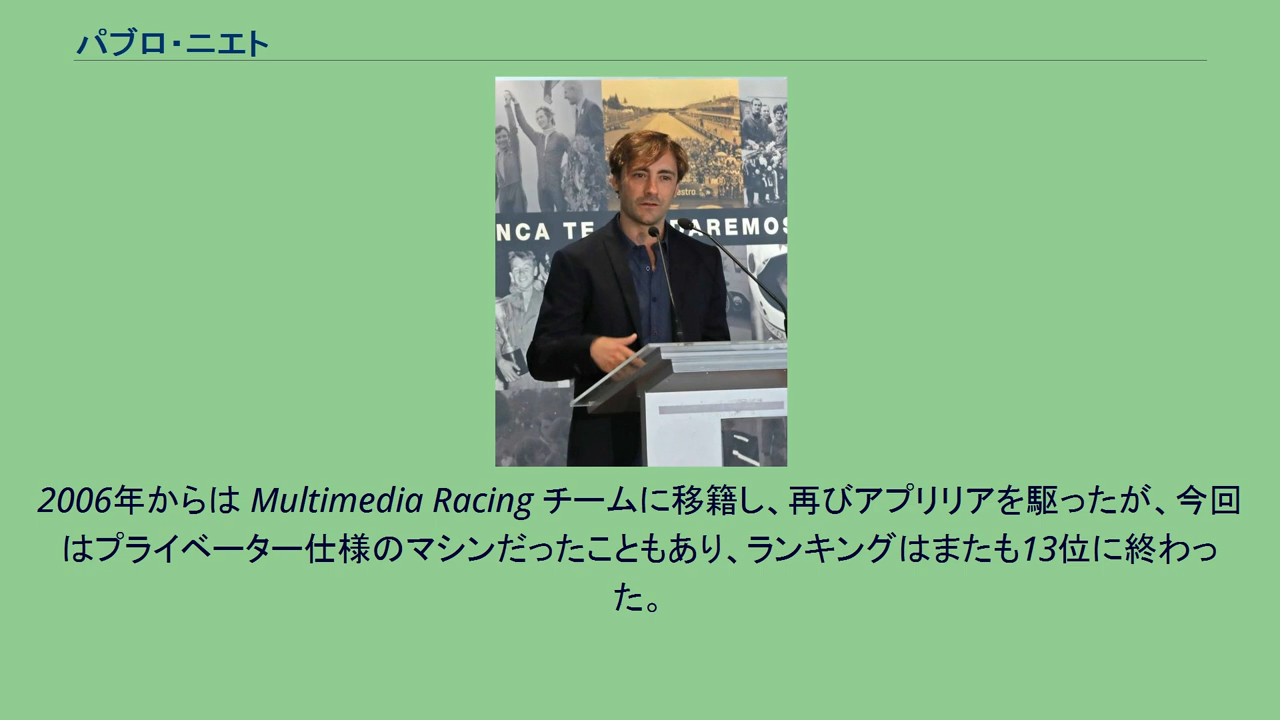 パブロ・ニエト
astro
NCA TE DAREMOS
2006年からは Multimedia Racing チームに移籍し、再びアプリリアを駆ったが、今回
はプライベーター仕様のマシンだったこともあり、ランキングはまたも13位に終わっ
た。